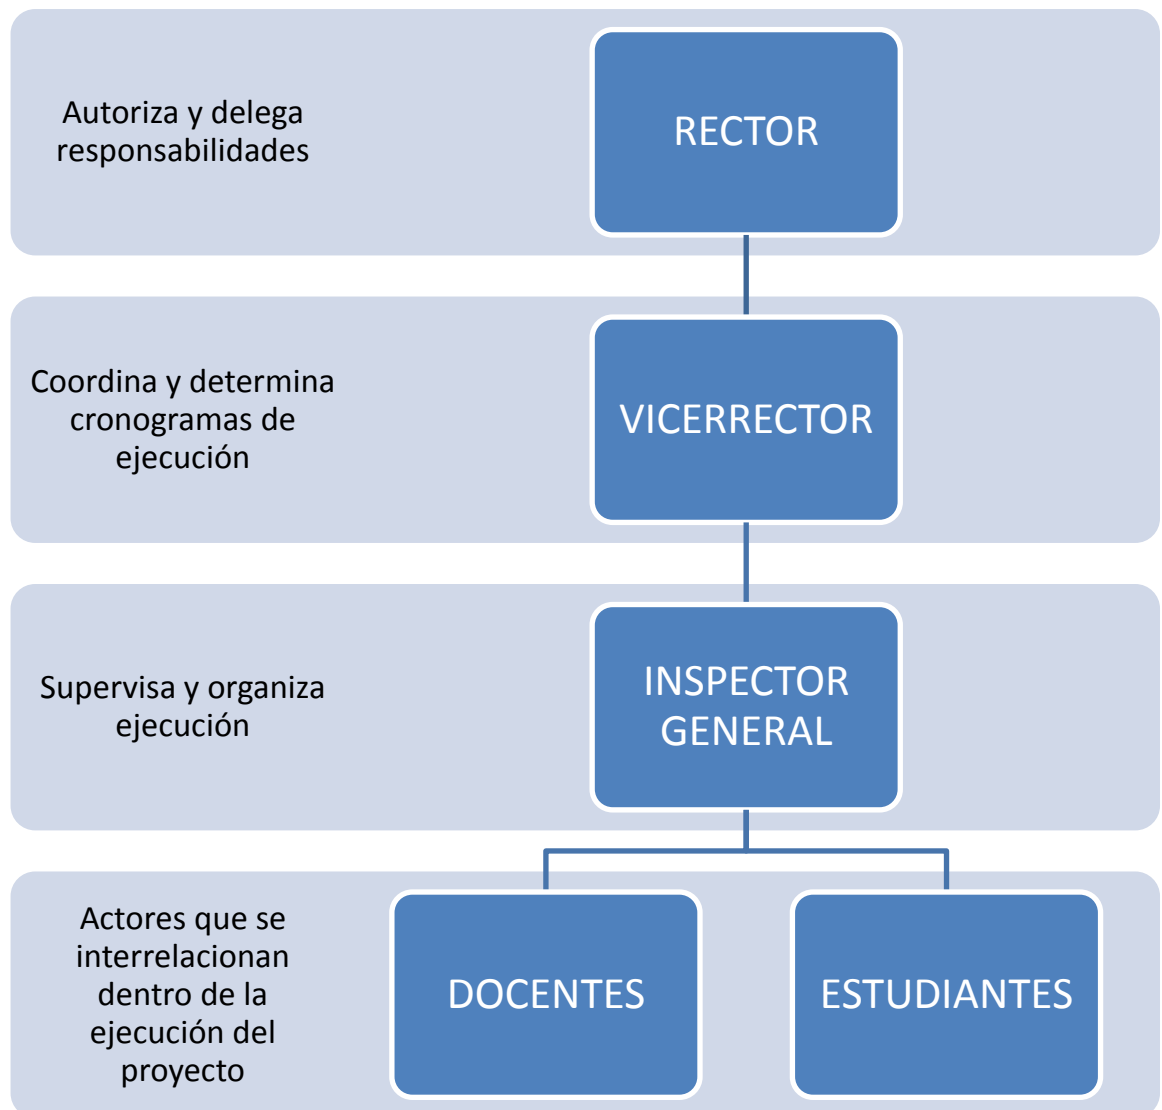 Autoriza y delega
responsabilidades
RECTOR
Coordina y determina
cronogramas de
ejecución
VICERRECTOR
Supervisa y organiza
ejecución
INSPECTOR
GENERAL
Actores que se
interrelacionan
dentro de la
ejecución del
proyecto
DOCENTES
ESTUDIANTES